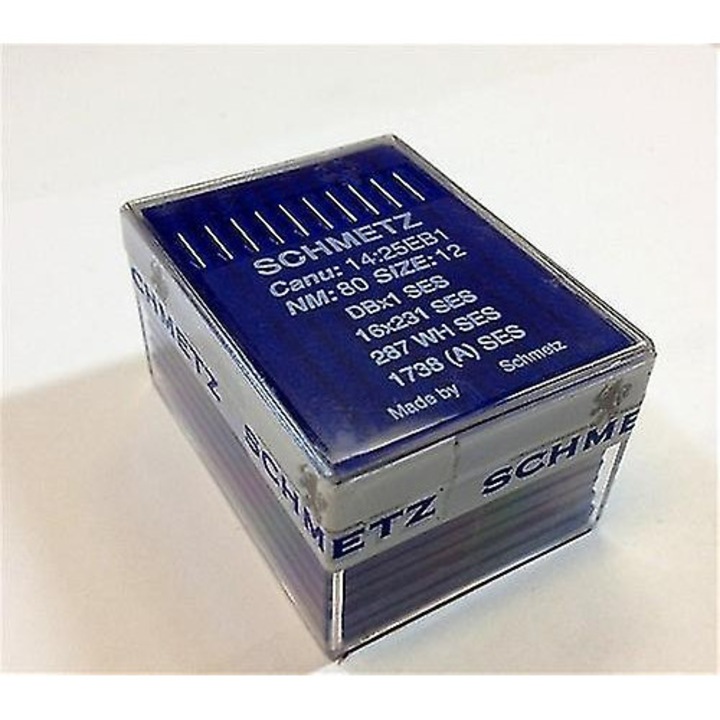 SCHMETZ
Canu: 14:25EB1
NM: 80 SIZE: 12
DBx1 SES
16x231 SES
287 WH SES
1738 (A) SES
Made by Schmetz
CHMETZ SCHMETZ SCHME